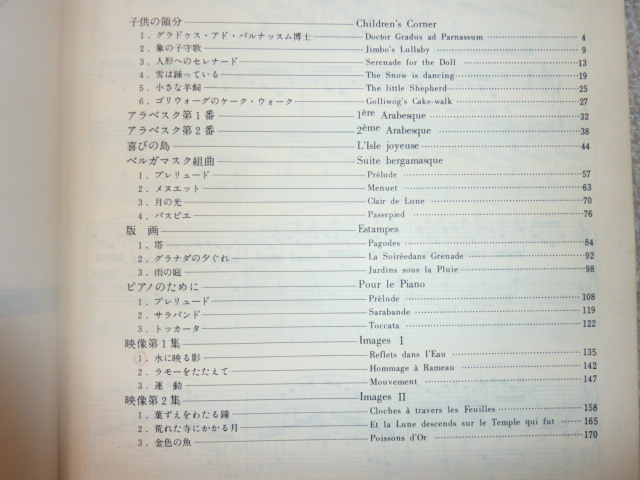 子供の領分 Children's Corner
1．グラドゥス・アド・パルナッスム博士 Doctor Gradus ad Parnassum 4
2．象の子守歌 Jimbo's Lullaby 9
3．人形へのセレナード Serenade for the Doll 13
4．雪は踊っている The Snow is dancing 19
5．小さな羊飼 The little Shepherd 25
6．ゴリウォーグのケーク・ウォーク Golliwog's Cake-walk 27
アラベスク第1番 1ère Arabesque 32
アラベスク第2番 2ème Arabesque 38
喜びの島 L'Isle joyeuse 44
ベルガマスク組曲 Suite bergamasque
1．プレリュード Prélude 57
2．メヌエット Menuet 63
3．月の光 Clair de Lune 70
4．パスピエ Passepied 76
版画 Estampes
1．塔 Pagodes 84
2．グラナダの夕ぐれ La Soiréedans Grenade 92
3．雨の庭 Jardins sous la Pluie 98
ピアノのために Pour le Piano
1．プレリュード Prélude 108
2．サラバンド Sarabande 119
3．トッカータ Toccata 122
映像第1集 Images I
1．水に映る影 Reflets dans l'Eau 135
2．ラモーをたたえて Hommage à Rameau 142
3．運動 Mouvement 147
映像第2集 Images II
1．葉ずえをわたる鐘 Cloches à travers les Feuilles 158
2．荒れた寺にかかる月 Et la Lune descends sur le Temple qui fut 165
3．金色の魚 Poissons d'Or 170